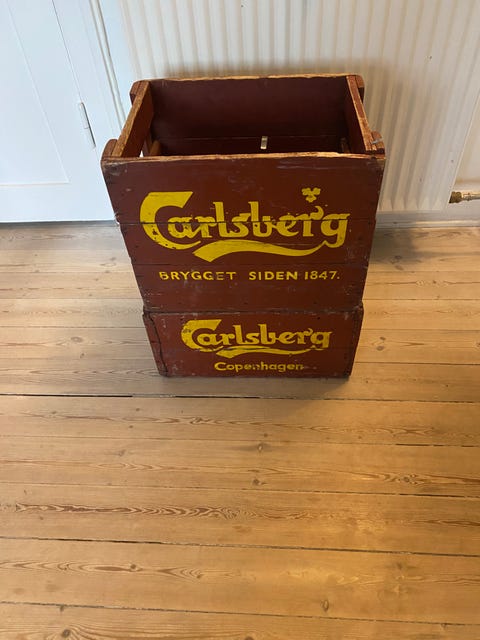 Carlsberg
BRYGGET SIDEN 1847.
Carlsberg
Copenhagen